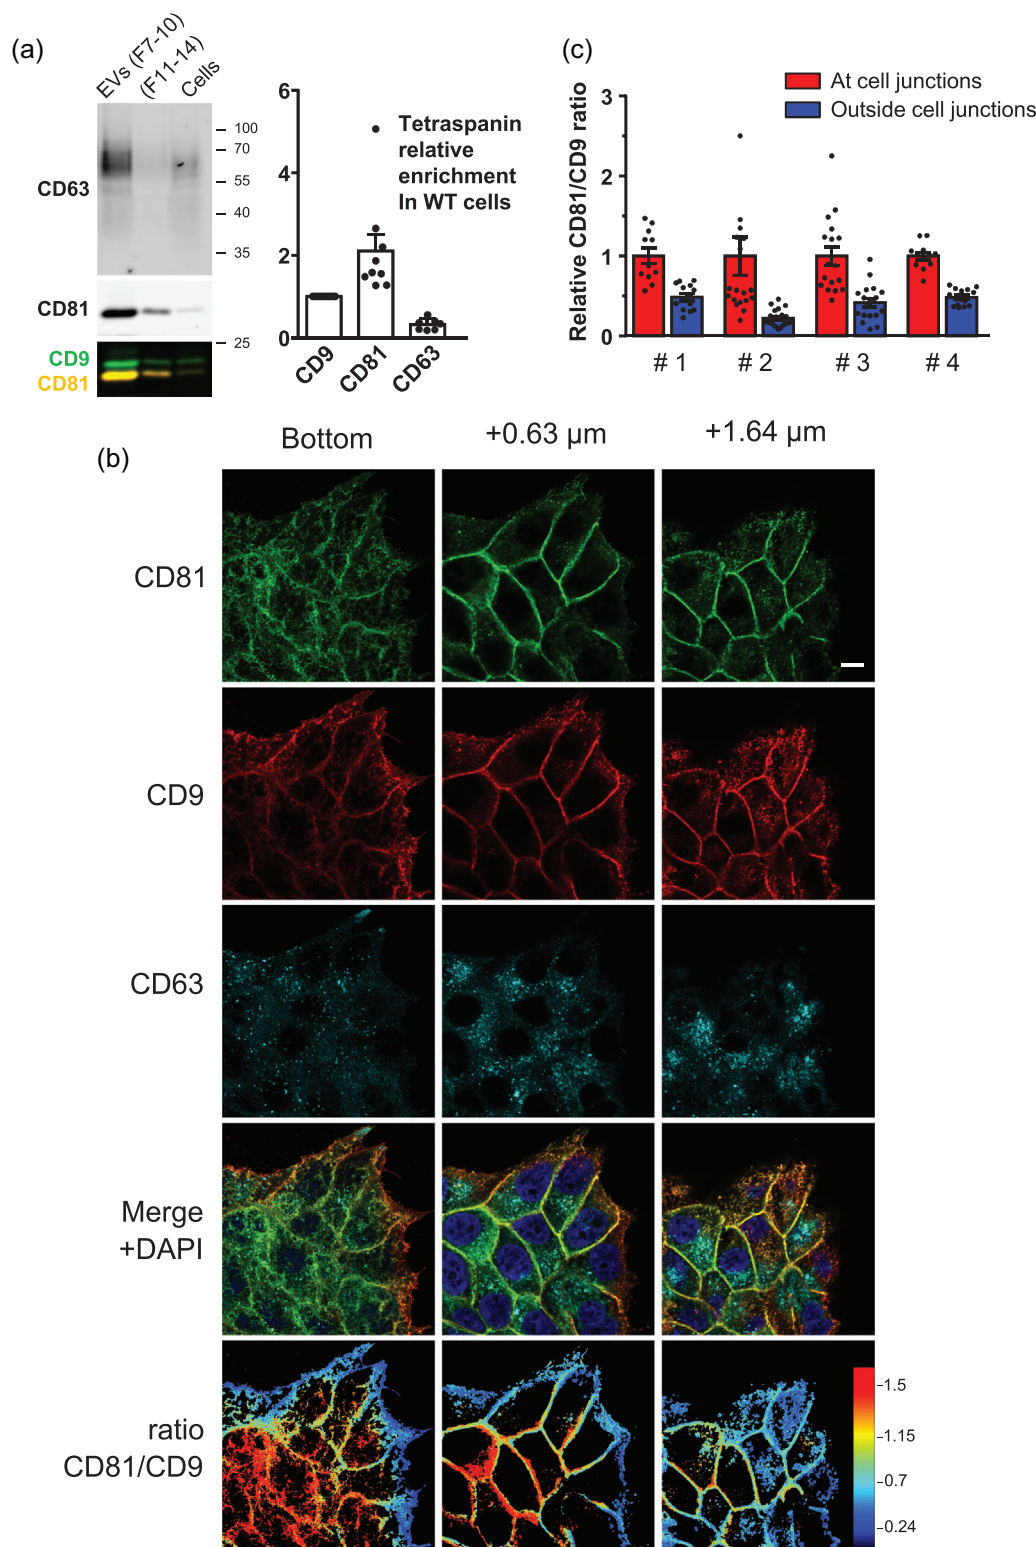 (a)
EVs (F7-10)
(F11-14)
Cells
100
70
55
40
35
25
CD63
CD81
CD9
CD81
6
4
2
0
Tetraspanin
relative
enrichment
In WT cells
CD9
CD81
CD63
(c)
At cell junctions
Outside cell junctions
Relative CD81/CD9 ratio
3
2
1
0
# 1
# 2
# 3
# 4
(b)
Bottom
+0.63 µm
+1.64 µm
CD81
CD9
CD63
Merge
+DAPI
ratio
CD81/CD9
1.5
1.15
0.7
0.24